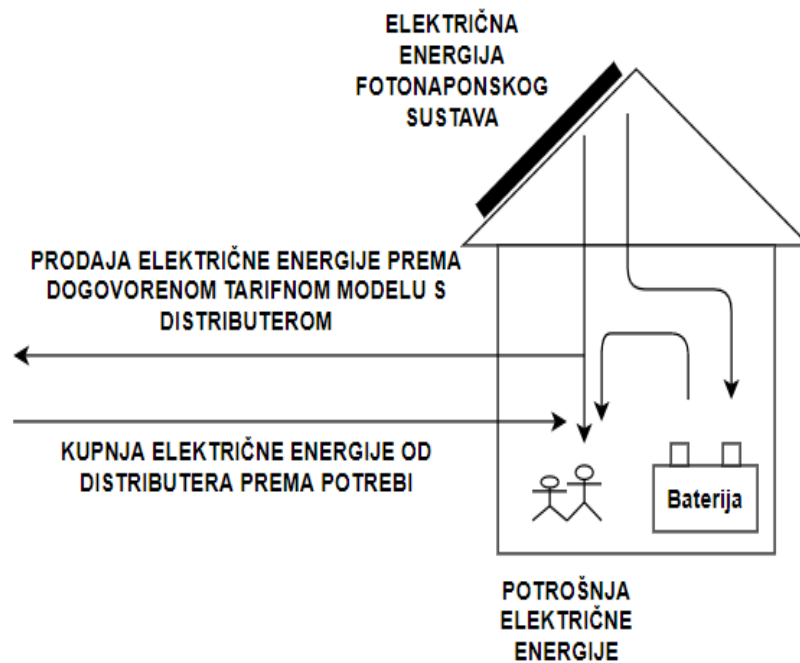 ELEKTRIČNA
ENERGIJA
FOTONAPONSKOG
SUSTAVA
PRODAJA ELEKTRIČNE ENERGIJE PREMA
DOGOVORENOM TARIFNOM MODELU S
DISTRIBUTEROM
KUPNJA ELEKTRIČNE ENERGIJE OD
DISTRIBUTERA PREMA POTREBI
Baterija
POTROŠNJA
ELEKTRIČNE
ENERGIJE